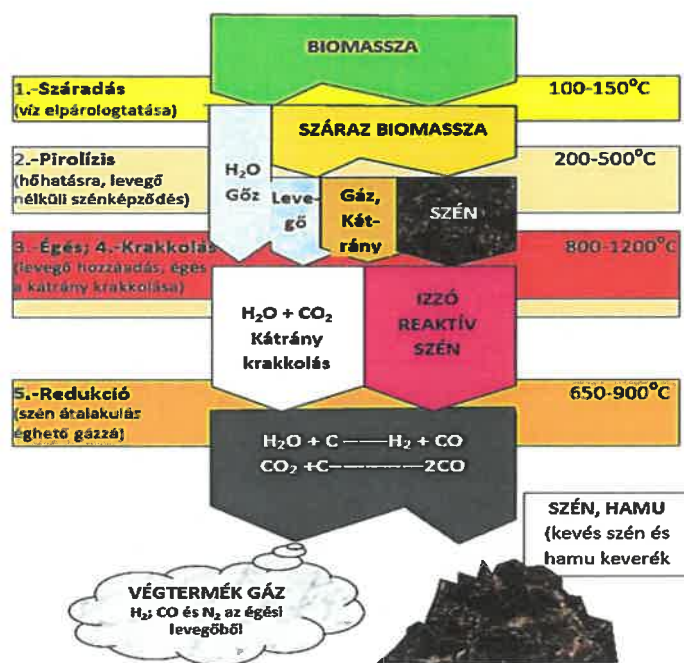 BIOMASSZA
1.-Száradás
(víz elpárologtatása)
100-150°C
SZÁRAZ BIOMASSZA
2.-Pirolízis
(hőhatásra, levegő
nélküli szénképződés)
200-500°C
H₂O
Gőz
Leve-
gő
Gáz,
Kát-
rány
SZÉN
3.-Égés; 4.-Krakkolás
(levegő hozzáadás, égés
a kátrány krakkolása)
800-1200°C
H₂O + CO₂
Kátrány
krakkolás
IZZÓ
REAKTÍV
SZÉN
5.-Redukció
(szén átalakulás
éghető gázzá)
650-900°C
H₂O + C ——H₂ + CO
CO₂ +C————2CO
SZÉN, HAMU
(kevés szén és
hamu keverék
VÉGTERMÉK GÁZ
H₂; CO és N₂ az égési
levegőből